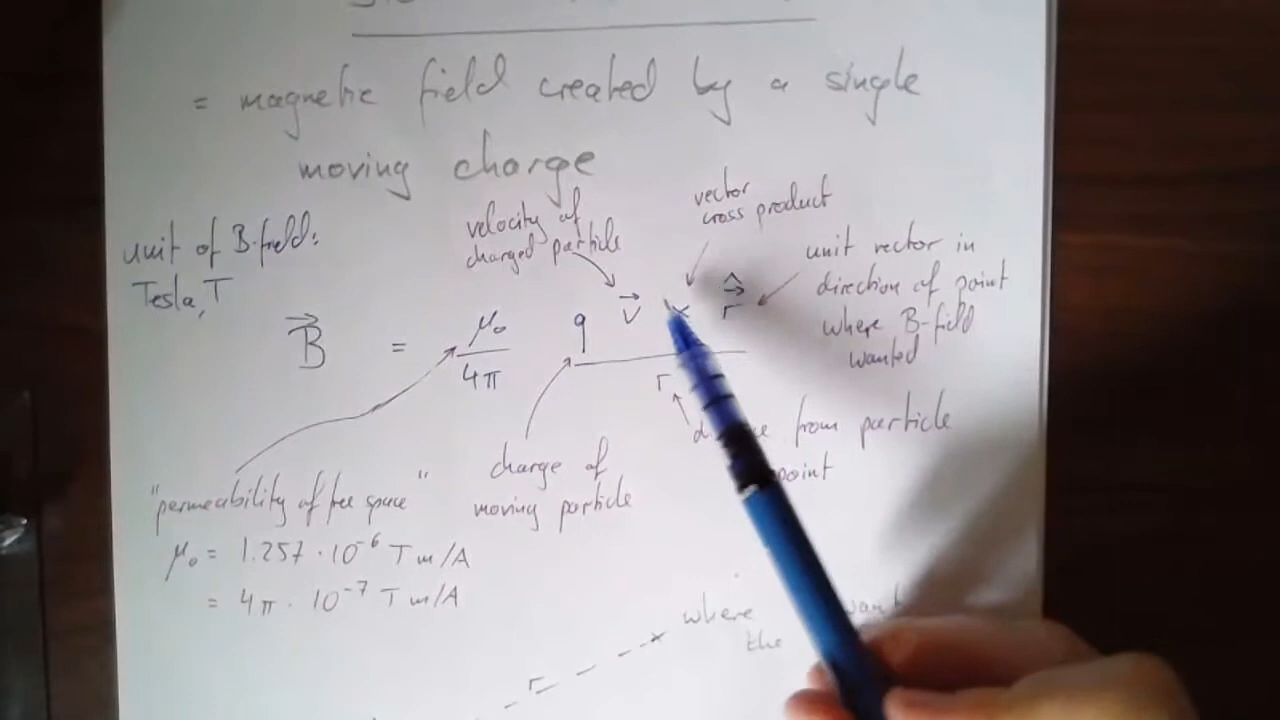 = magnetic field created by a single
moving charge
unit of B-field:
Tesla, T
velocity of
charged particle
vector
cross product
unit vector in
direction of point
where B-field
wanted
B⃗ = μ₀ / 4π q v⃗ × r̂ / r
from particle
point
charge of
moving particle
"permeability of free space"
μ₀ = 1.257 · 10⁻⁶ T m/A
= 4π · 10⁻⁷ T m/A
where
the
r